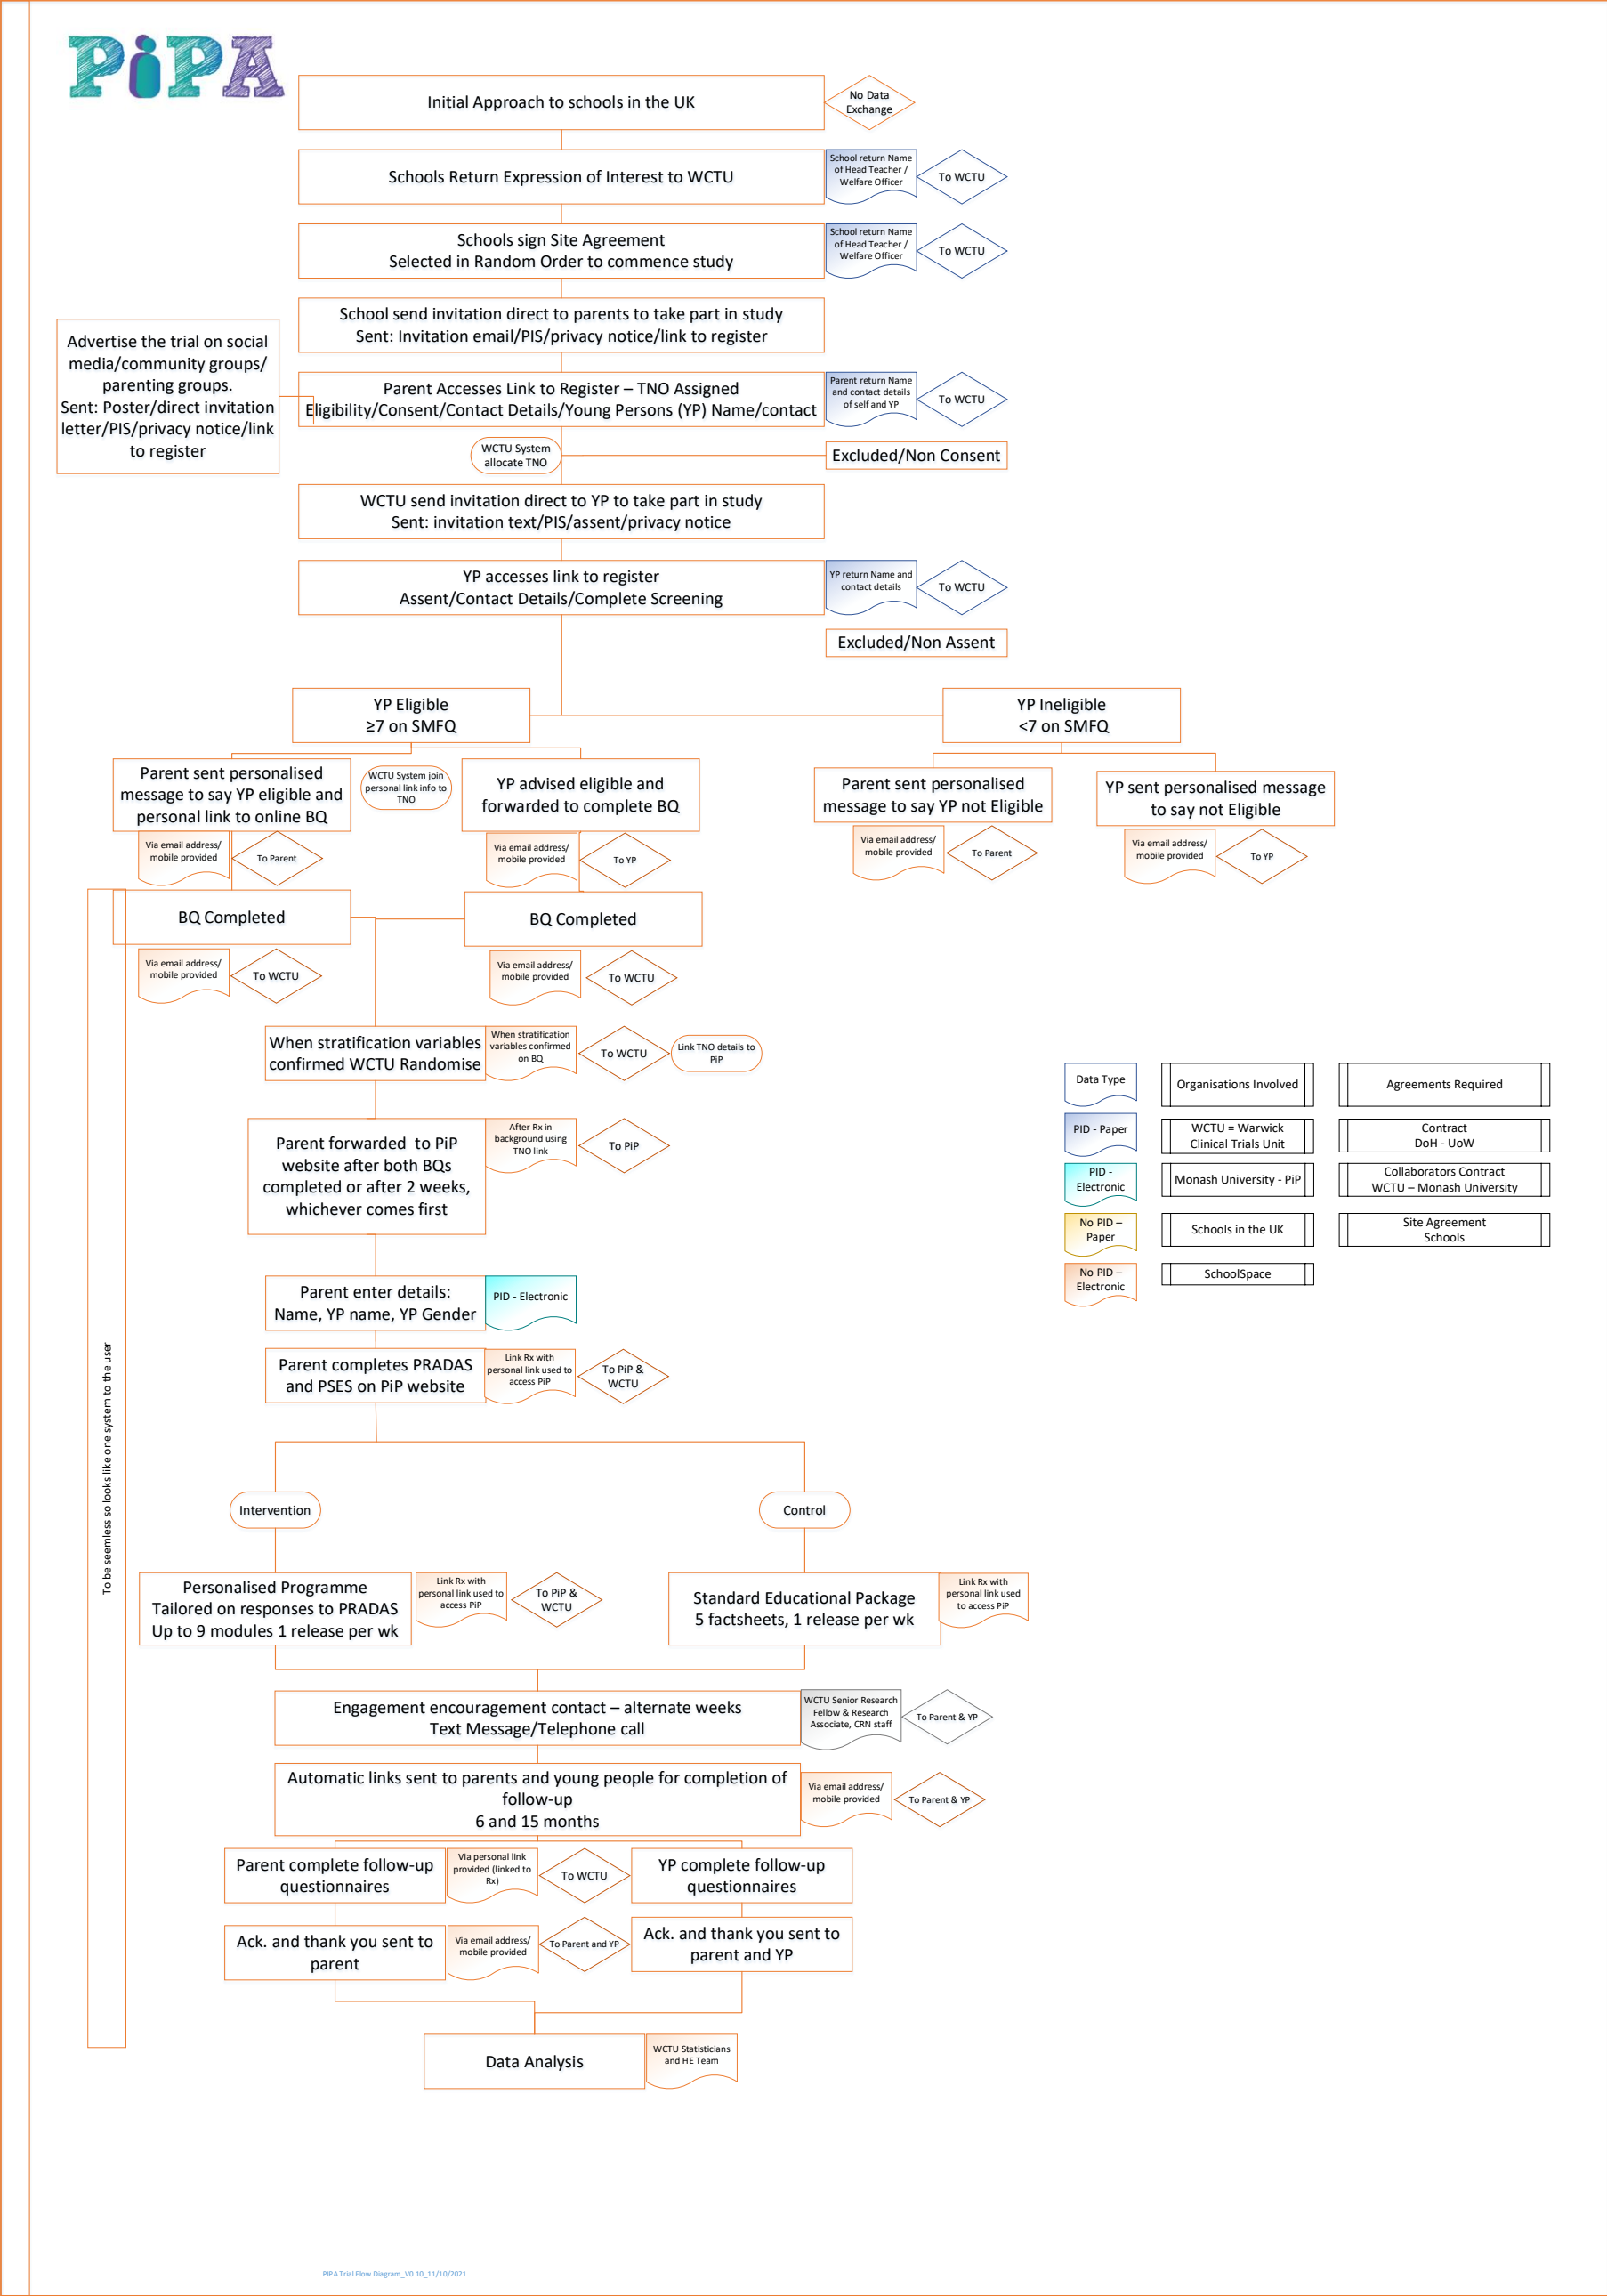 PiPA
Initial Approach to schools in the UK
No Data
Exchange
Schools Return Expression of Interest to WCTU
School return Name
of Head Teacher /
Welfare Officer
To WCTU
Schools sign Site Agreement
Selected in Random Order to commence study
School return Name
of Head Teacher /
Welfare Officer
To WCTU
School send invitation direct to parents to take part in study
Sent: Invitation email/PIS/privacy notice/link to register
Advertise the trial on social
media/community groups/
parenting groups.
Sent: Poster/direct invitation
letter/PIS/privacy notice/link
to register
Parent Accesses Link to Register – TNO Assigned
Eligibility/Consent/Contact Details/Young Persons (YP) Name/contact
Parent return Name
and contact details
of self and YP
To WCTU
WCTU System
allocate TNO
Excluded/Non Consent
WCTU send invitation direct to YP to take part in study
Sent: invitation text/PIS/assent/privacy notice
YP accesses link to register
Assent/Contact Details/Complete Screening
YP return Name and
contact details
To WCTU
Excluded/Non Assent
YP Eligible
≥7 on SMFQ
YP Ineligible
<7 on SMFQ
Parent sent personalised
message to say YP eligible and
personal link to online BQ
WCTU System join
personal link info to
TNO
YP advised eligible and
forwarded to complete BQ
Parent sent personalised
message to say YP not Eligible
YP sent personalised message
to say not Eligible
Via email address/
mobile provided
To Parent
Via email address/
mobile provided
To YP
Via email address/
mobile provided
To Parent
Via email address/
mobile provided
To YP
BQ Completed
BQ Completed
Via email address/
mobile provided
To WCTU
Via email address/
mobile provided
To WCTU
When stratification variables
confirmed WCTU Randomise
When stratification
variables confirmed
on BQ
To WCTU
Link TNO details to
PiP
Parent forwarded to PiP
website after both BQs
completed or after 2 weeks,
whichever comes first
After Rx in
background using
TNO link
To PiP
Data Type
Organisations Involved
Agreements Required
PID - Paper
WCTU = Warwick
Clinical Trials Unit
Contract
DoH - UoW
PID -
Electronic
Monash University - PiP
Collaborators Contract
WCTU – Monash University
No PID –
Paper
Schools in the UK
Site Agreement
Schools
No PID –
Electronic
SchoolSpace
Parent enter details:
Name, YP name, YP Gender
PID - Electronic
Parent completes PRADAS
and PSES on PiP website
Link Rx with
personal link used to
access PiP
To PiP &
WCTU
To be seemless so looks like one system to the user
Intervention
Control
Personalised Programme
Tailored on responses to PRADAS
Up to 9 modules 1 release per wk
Link Rx with
personal link used to
access PiP
To PiP &
WCTU
Standard Educational Package
5 factsheets, 1 release per wk
Link Rx with
personal link used
to access PiP
Engagement encouragement contact – alternate weeks
Text Message/Telephone call
WCTU Senior Research
Fellow & Research
Associate, CRN staff
To Parent & YP
Automatic links sent to parents and young people for completion of
follow-up
6 and 15 months
Via email address/
mobile provided
To Parent & YP
Parent complete follow-up
questionnaires
Via personal link
provided (linked to
Rx)
To WCTU
YP complete follow-up
questionnaires
Ack. and thank you sent to
parent
Via email address/
mobile provided
To Parent and YP
Ack. and thank you sent to
parent and YP
Data Analysis
WCTU Statisticians
and HE Team
PIPA Trial Flow Diagram_V0.10_11/10/2021